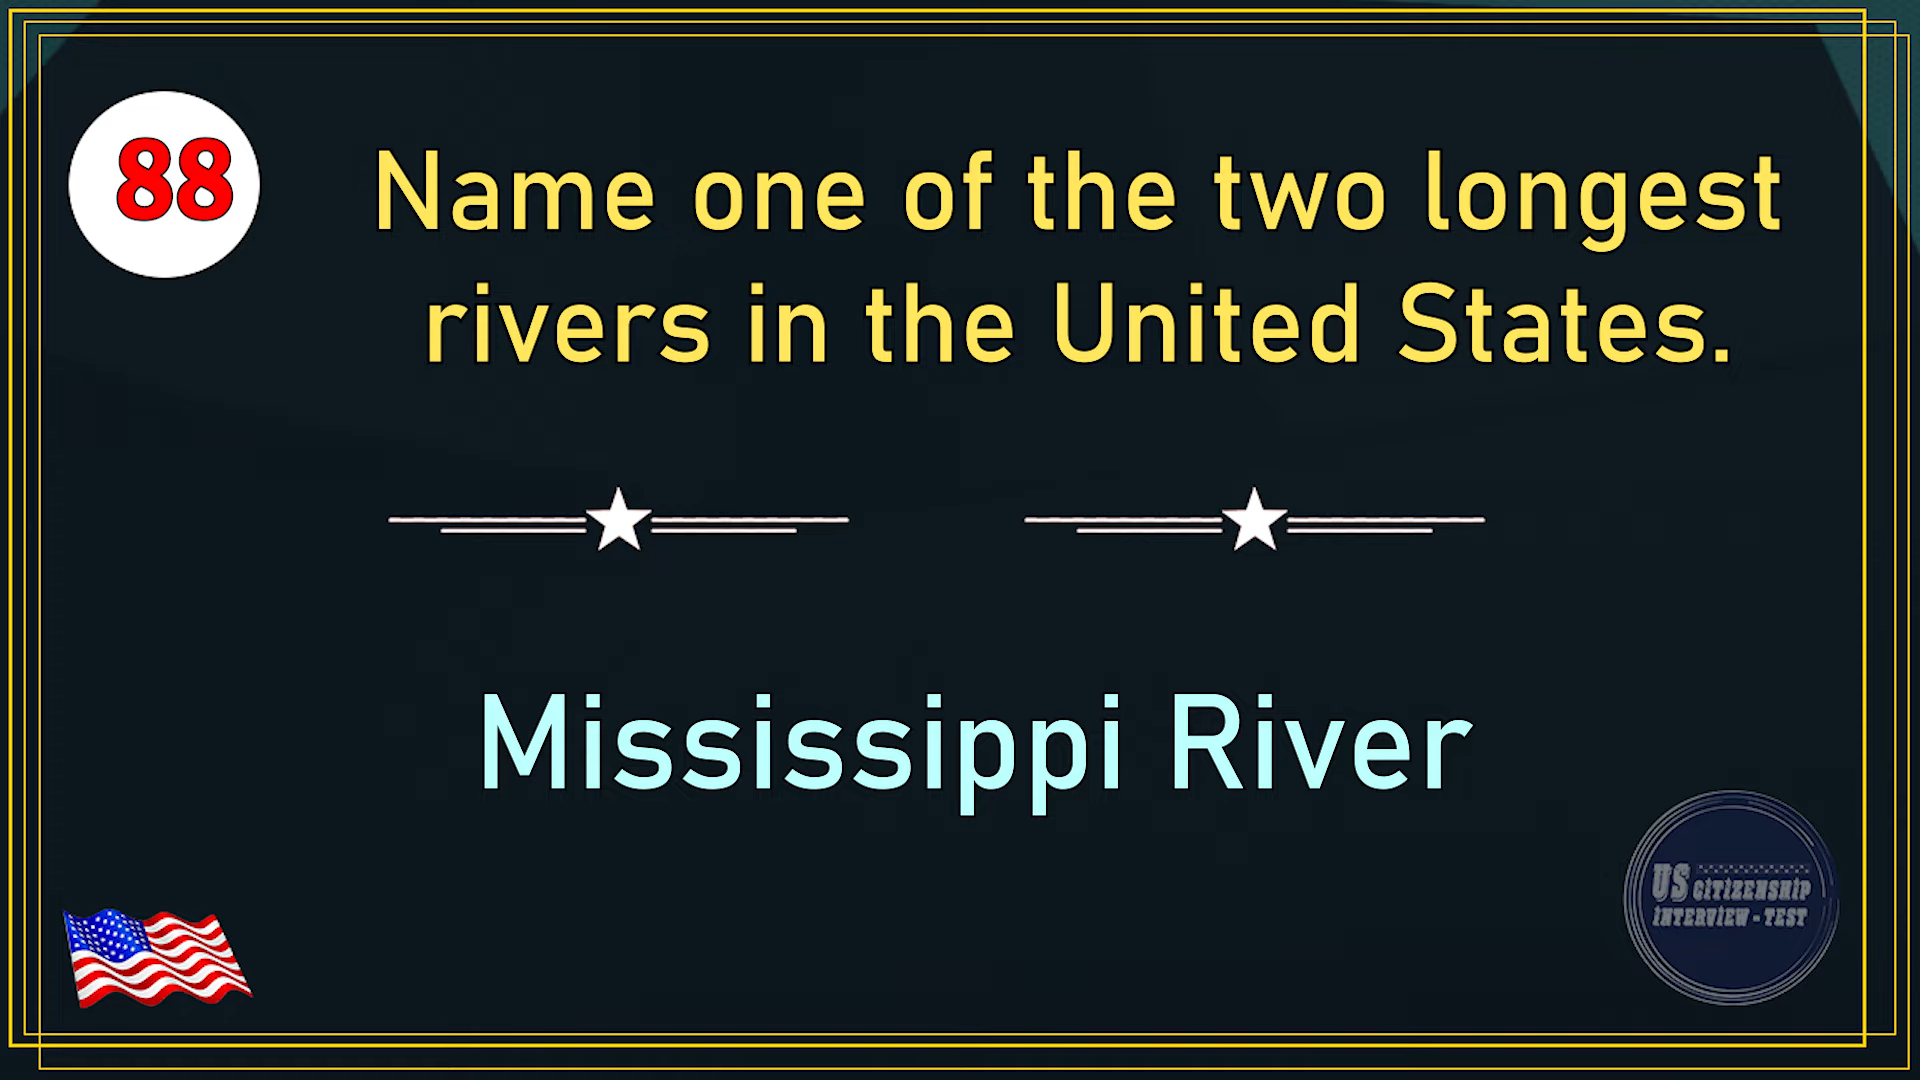 88
Name one of the two longest
rivers in the United States.
Mississippi River
US CITIZENSHIP
INTERVIEW - TEST